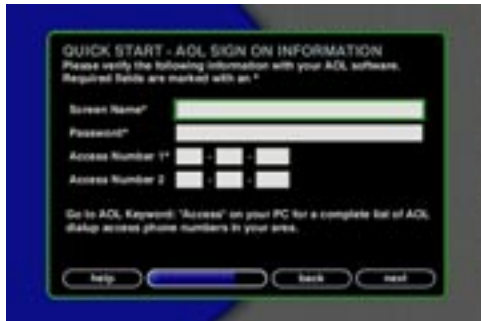 QUICK START - AOL SIGN ON INFORMATION
Please verify the following information with your AOL software.
Required fields are marked with an *
Screen Name*
Password*
Access Number 1* - -
Access Number 2 - -
Go to AOL Keyword: "Access" on your PC for a complete list of AOL
dialup access phone numbers in your area.
help back next